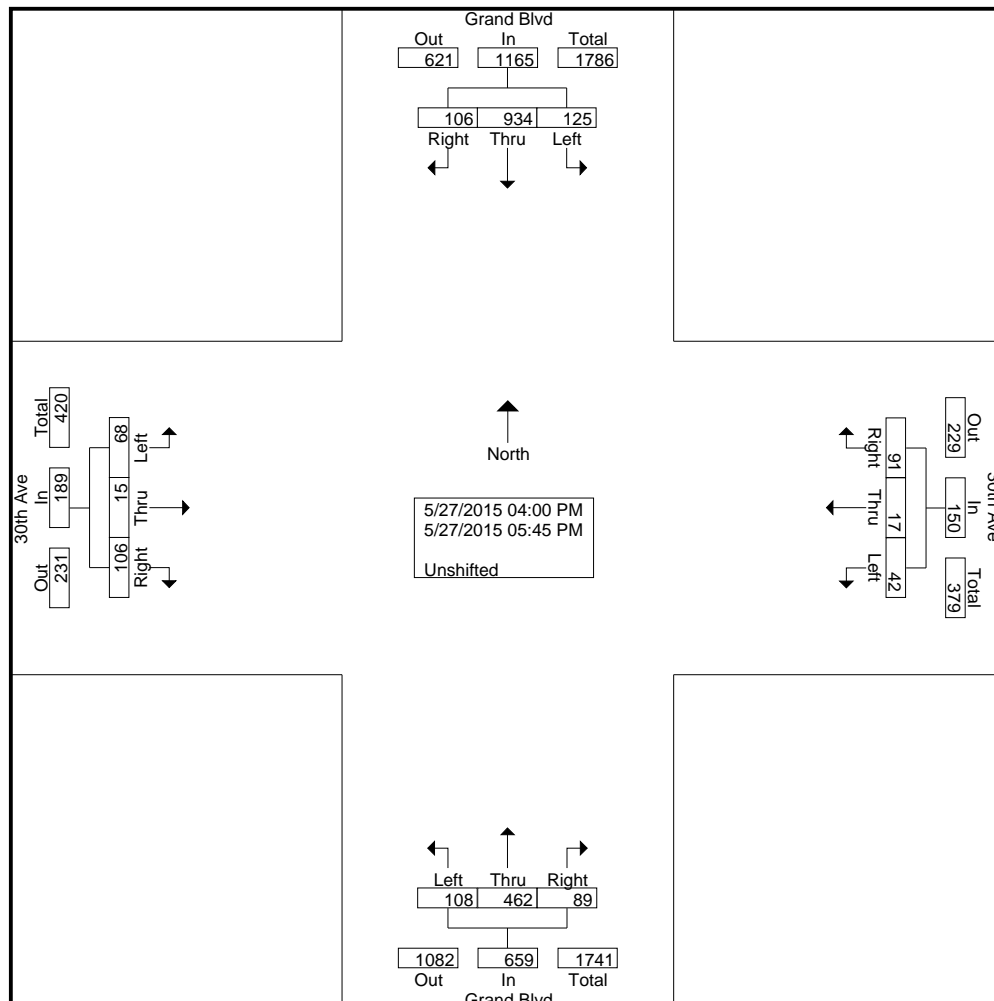 Grand Blvd
Out In Total
621 1165 1786
106 934 125
Right Thru Left
30th Ave
Total In Out
420 189 231
68 15 106
Left Thru Right
North
5/27/2015 04:00 PM
5/27/2015 05:45 PM
Unshifted
Right Thru Left
91 17 42
Out In Total
229 150 379
30th Ave
Left Thru Right
108 462 89
1082 659 1741
Out In Total
Grand Blvd